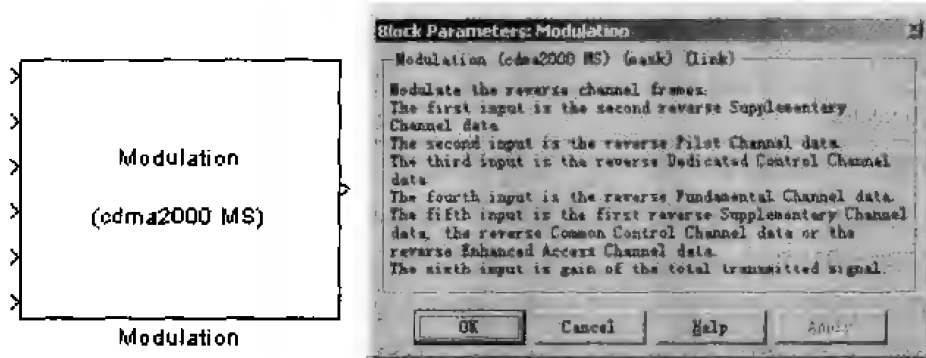 Modulation
(cdma2000 MS)
Modulation
Block Parameters: Modulation
Modulation (cdma2000 MS) (mask) (link)
Modulate the reverse channel frames.
The first input is the second reverse Supplementary
Channel data.
The second input is the reverse Pilot Channel data.
The third input is the reverse Dedicated Control Channel
data.
The fourth input is the reverse Fundamental Channel data.
The fifth input is the first reverse Supplementary Channel
data, the reverse Common Control Channel data or the
reverse Enhanced Access Channel data.
The sixth input is gain of the total transmitted signal.
OK
Cancel
Help
Apply